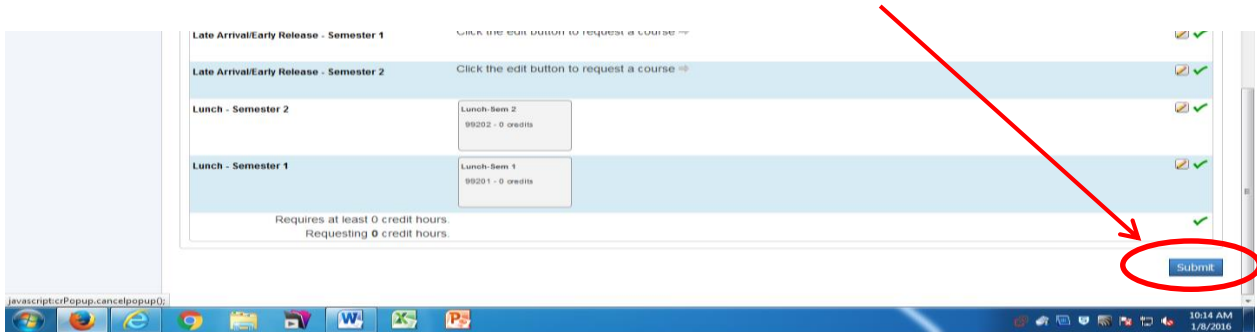 Late Arrival/Early Release - Semester 1
Click the edit button to request a course ⇨
Late Arrival/Early Release - Semester 2
Click the edit button to request a course ⇨
Lunch - Semester 2
Lunch-Sem 2
99202 - 0 credits
Lunch - Semester 1
Lunch-Sem 1
99201 - 0 credits
Requires at least 0 credit hours.
Requesting 0 credit hours.
Submit
javascript:crPopup.cancelpopup();
10:14 AM
1/8/2016